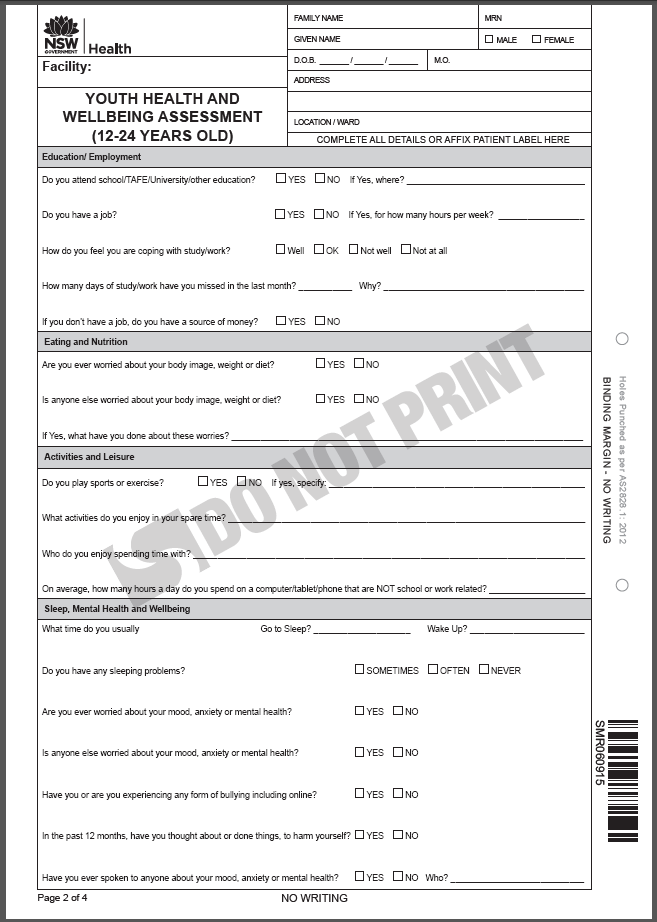 FAMILY NAME
MRN
NSW
GOVERNMENT
Health
GIVEN NAME
MALE FEMALE
Facility:
D.O.B. _______ / _______ / _______
M.O.
ADDRESS
YOUTH HEALTH AND
WELLBEING ASSESSMENT
(12-24 YEARS OLD)
LOCATION / WARD
COMPLETE ALL DETAILS OR AFFIX PATIENT LABEL HERE
Education/ Employment
Do you attend school/TAFE/University/other education? YES NO If Yes, where?
Do you have a job? YES NO If Yes, for how many hours per week?
How do you feel you are coping with study/work? Well OK Not well Not at all
How many days of study/work have you missed in the last month? Why?
If you don't have a job, do you have a source of money? YES NO
Eating and Nutrition
Are you ever worried about your body image, weight or diet? YES NO
Is anyone else worried about your body image, weight or diet? YES NO
If Yes, what have you done about these worries?
Activities and Leisure
Do you play sports or exercise? YES NO If yes, specify:
What activities do you enjoy in your spare time?
Who do you enjoy spending time with?
On average, how many hours a day do you spend on a computer/tablet/phone that are NOT school or work related?
Sleep, Mental Health and Wellbeing
What time do you usually Go to Sleep? Wake Up?
Do you have any sleeping problems? SOMETIMES OFTEN NEVER
Are you ever worried about your mood, anxiety or mental health? YES NO
Is anyone else worried about your mood, anxiety or mental health? YES NO
Have you or are you experiencing any form of bullying including online? YES NO
In the past 12 months, have you thought about or done things, to harm yourself? YES NO
Have you ever spoken to anyone about your mood, anxiety or mental health? YES NO Who?
Page 2 of 4
NO WRITING
DO NOT PRINT
Holes Punched as per AS2828.1: 2012
BINDING MARGIN - NO WRITING
SMR060915